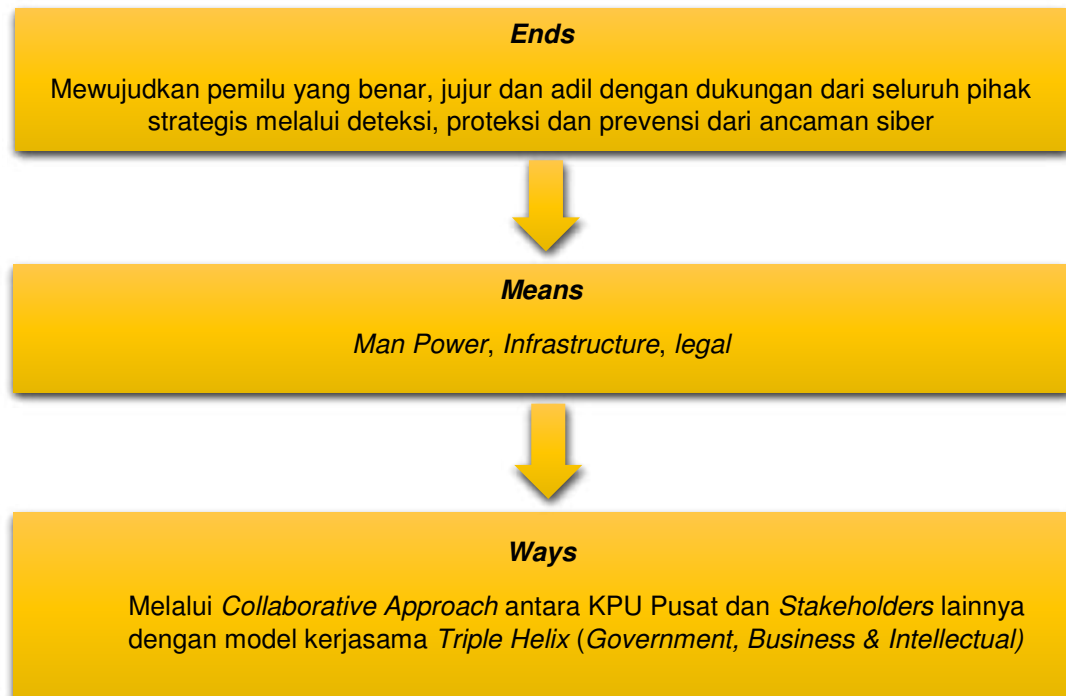 Ends
Mewujudkan pemilu yang benar, jujur dan adil dengan dukungan dari seluruh pihak
strategis melalui deteksi, proteksi dan prevensi dari ancaman siber
Means
Man Power, Infrastructure, legal
Ways
Melalui Collaborative Approach antara KPU Pusat dan Stakeholders lainnya
dengan model kerjasama Triple Helix (Government, Business & Intellectual)